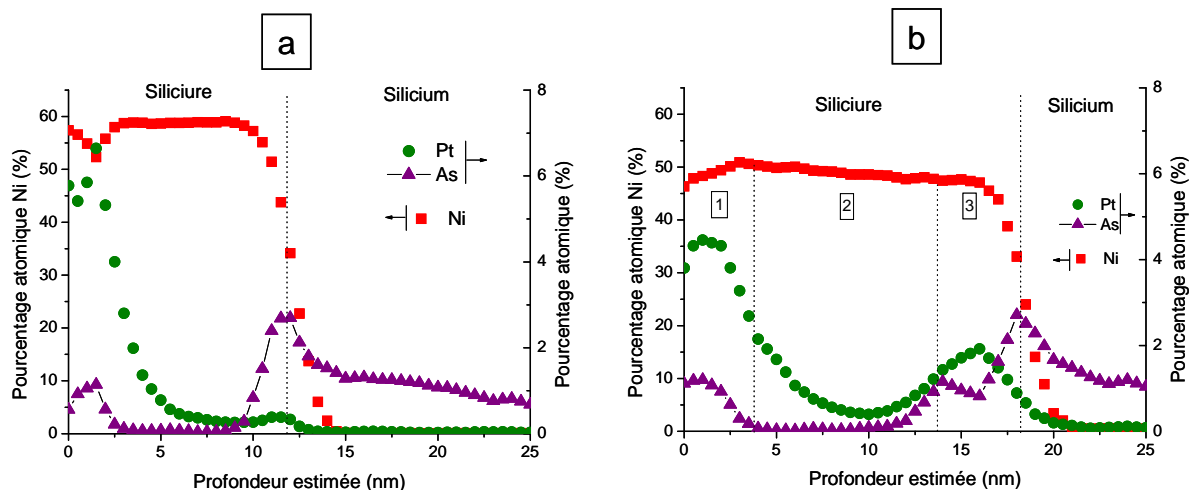 a
Siliciure
Silicium
Pt
As
Ni
Pourcentage atomique Ni (%)
60
50
40
30
20
10
0
8
6
4
2
0
Pourcentage atomique (%)
0 5 10 15 20 25
Profondeur estimée (nm)
b
Siliciure
Silicium
1
2
3
Pt
As
Ni
Pourcentage atomique Ni (%)
60
50
40
30
20
10
0
8
6
4
2
0
Pourcentage atomique (%)
0 5 10 15 20 25
Profondeur estimée (nm)